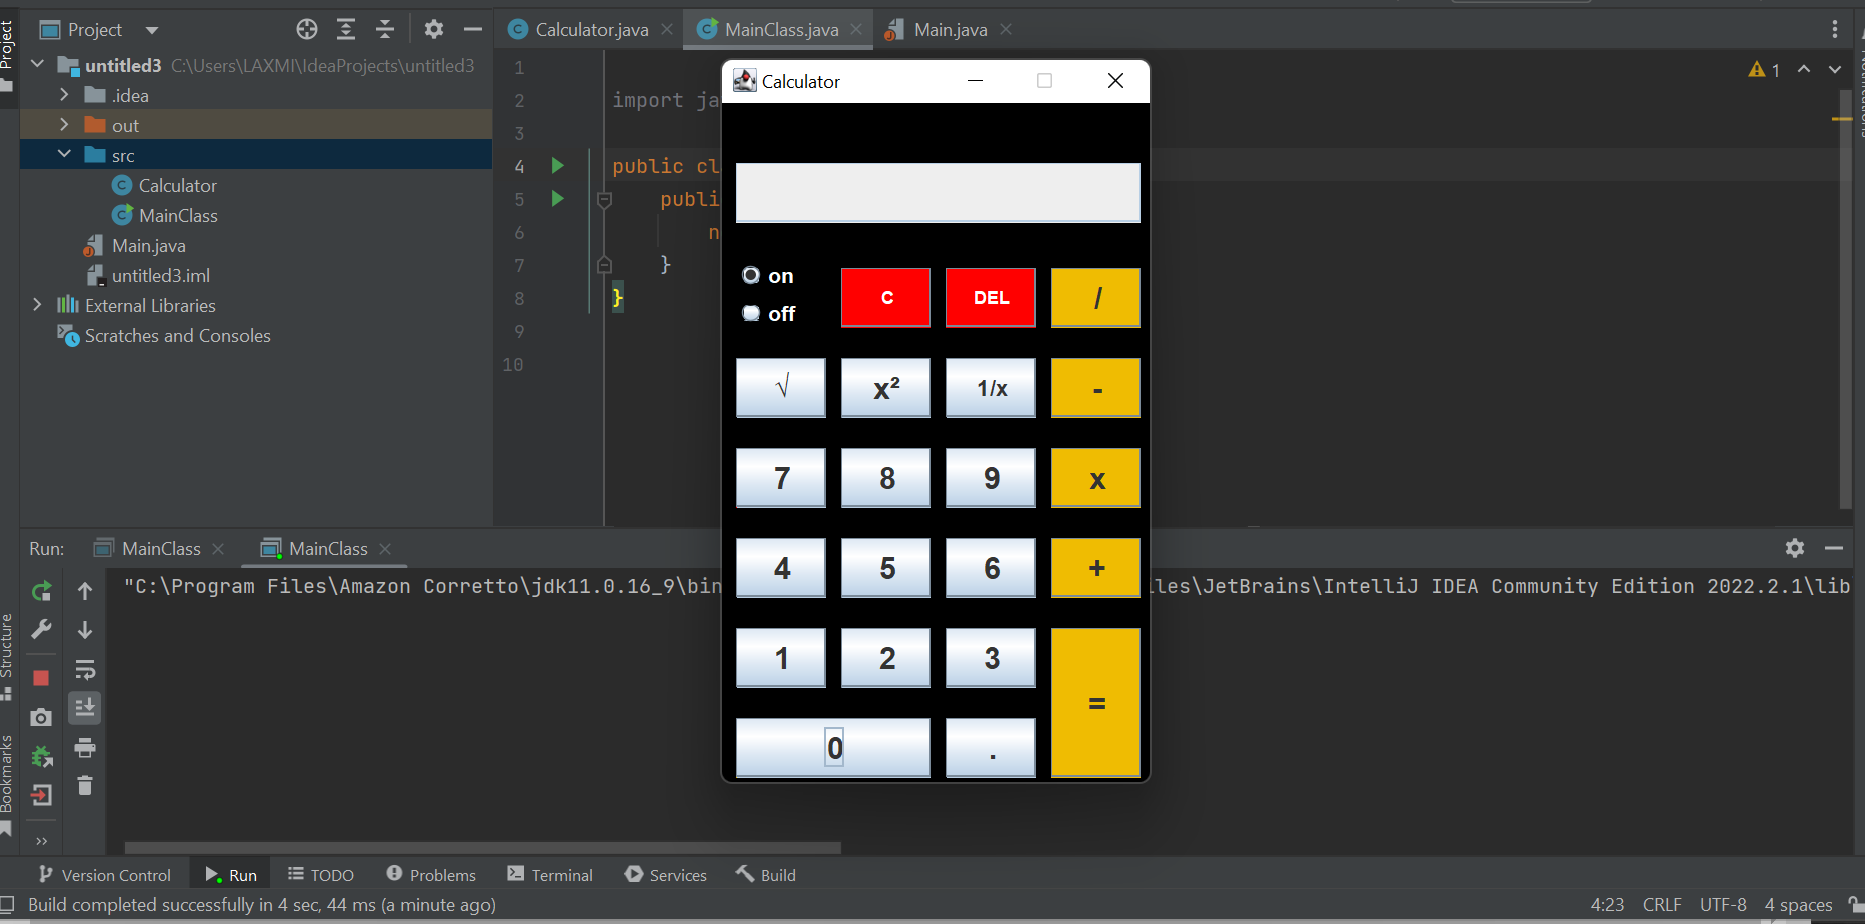 Project
Project
Calculator.java
MainClass.java
Main.java
untitled3 C:\Users\LAXMI\IdeaProjects\untitled3
.idea
out
src
Calculator
MainClass
Main.java
untitled3.iml
External Libraries
Scratches and Consoles
1
2 import ja
3
4 public cl
5 publi
6 n
7 }
8 }
9
10
1
Notifications
Calculator
on
off
C DEL /
√ x² 1/x -
7 8 9 x
4 5 6 +
1 2 3
=
0 .
Run: MainClass MainClass
"C:\Program Files\Amazon Corretto\jdk11.0.16_9\bin
les\JetBrains\IntelliJ IDEA Community Edition 2022.2.1\lib
Structure
Bookmarks
Version Control Run TODO Problems Terminal Services Build
Build completed successfully in 4 sec, 44 ms (a minute ago)
4:23 CRLF UTF-8 4 spaces